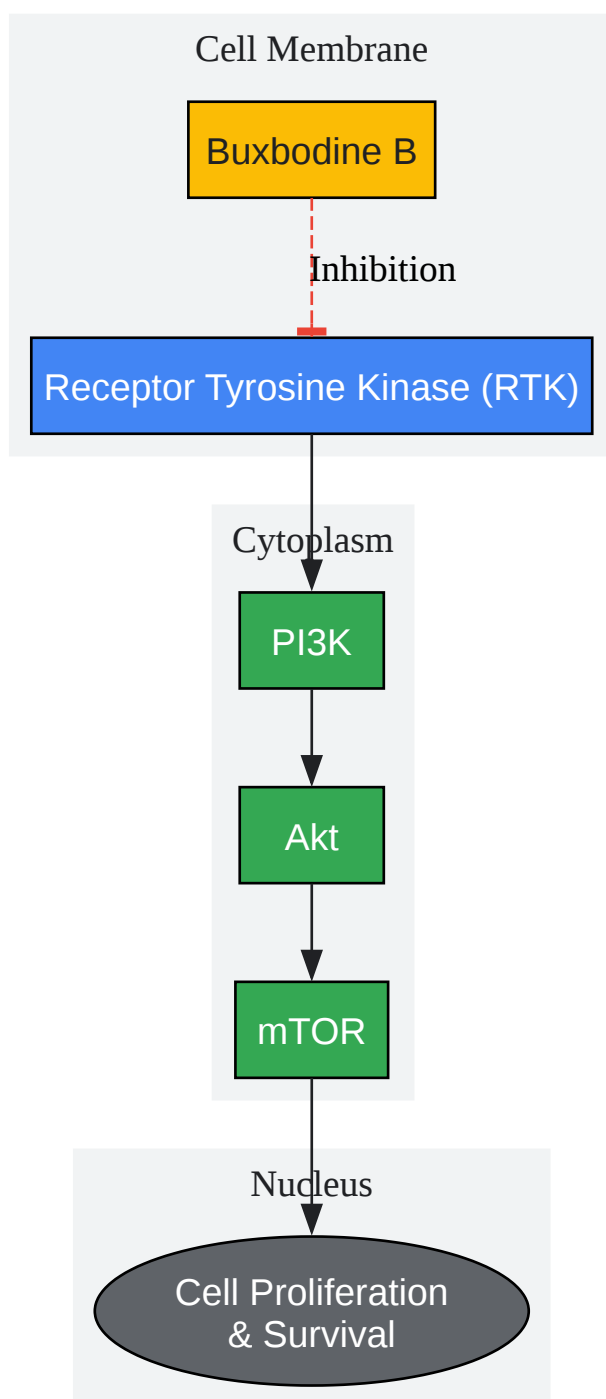 Cell Membrane
Buxbodine B
Inhibition
Receptor Tyrosine Kinase (RTK)
Cytoplasm
PI3K
Akt
mTOR
Nucleus
Cell Proliferation
& Survival